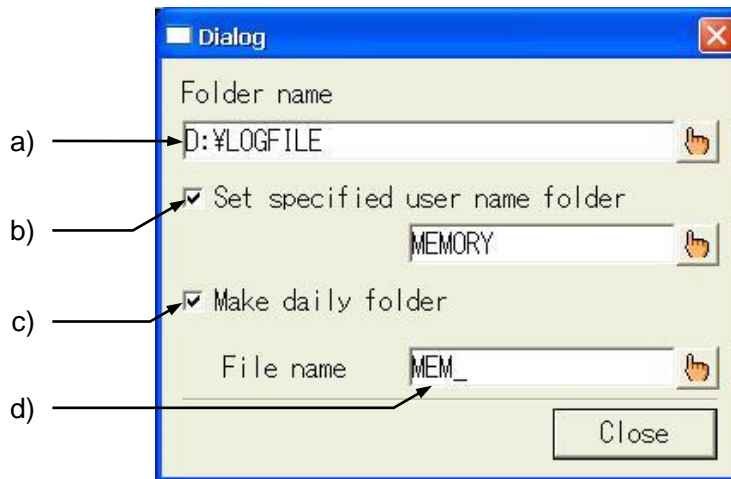 Dialog
Folder name
a) D:¥LOGFILE
b) Set specified user name folder
MEMORY
c) Make daily folder
d) File name MEM_
Close